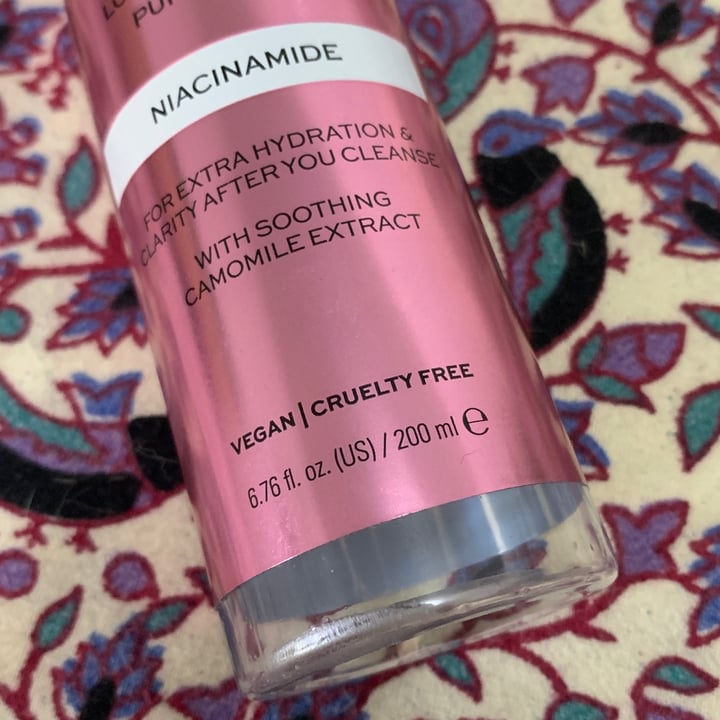 NIACINAMIDE
FOR EXTRA HYDRATION &
CLARITY AFTER YOU CLEANSE
WITH SOOTHING
CAMOMILE EXTRACT
VEGAN | CRUELTY FREE
6.76 fl. oz. (US) / 200 ml ℮